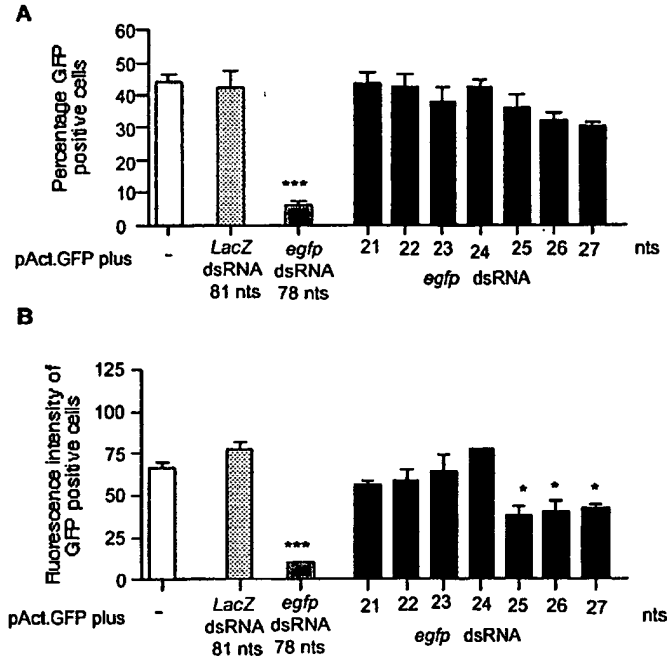 A
Percentage GFP
positive cells
60
50
40
30
20
10
0
***
pAct.GFP plus
-
LacZ
dsRNA
81 nts
egfp
dsRNA
78 nts
21 22 23 24 25 26 27 nts
egfp dsRNA
B
Fluorescence intensity of
GFP positive cells
125
100
75
50
25
0
***
* * *
pAct.GFP plus
-
LacZ
dsRNA
81 nts
egfp
dsRNA
78 nts
21 22 23 24 25 26 27 nts
egfp dsRNA